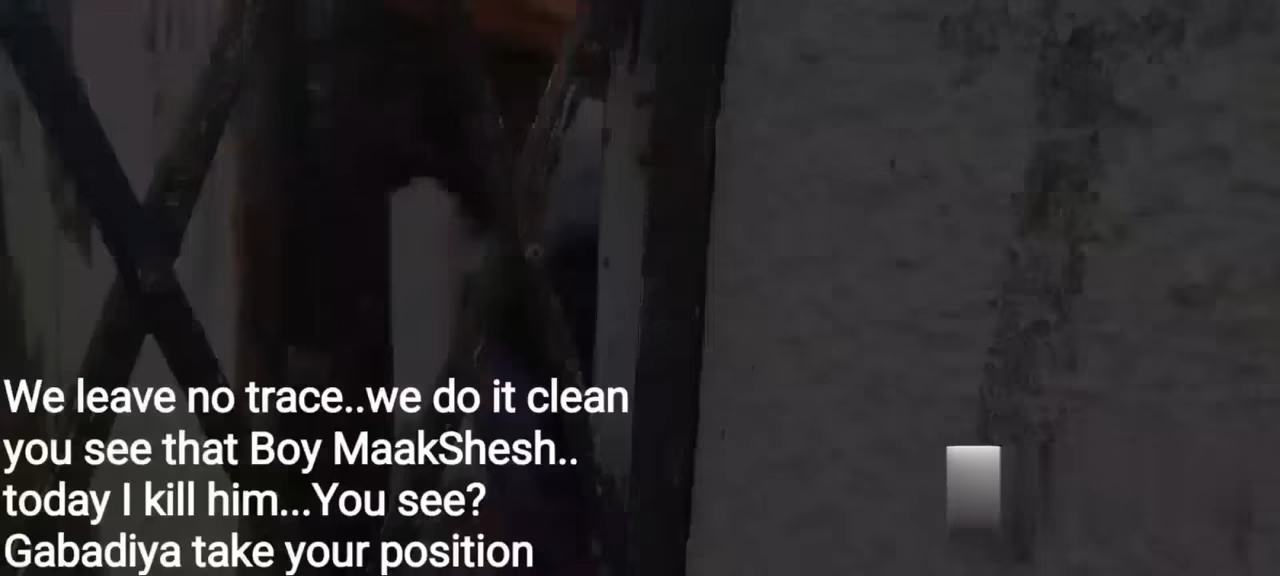 We leave no trace..we do it clean
you see that Boy MaakShesh..
today I kill him...You see?
Gabadiya take your position